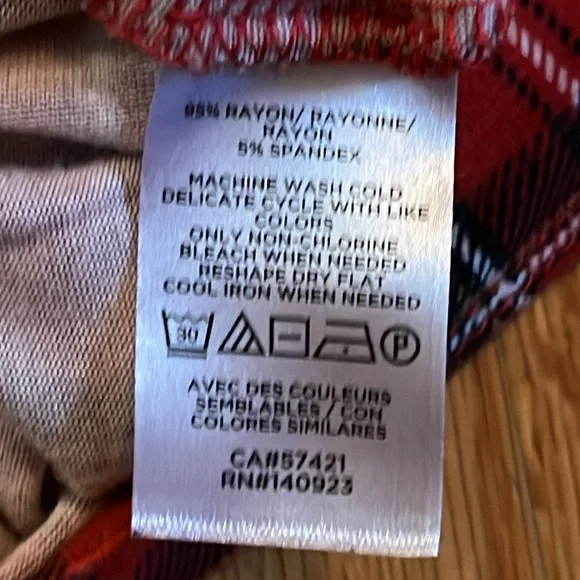 95% RAYON/ RAYONNE/
RAYON
5% SPANDEX
MACHINE WASH COLD
DELICATE CYCLE WITH LIKE
COLORS
ONLY NON-CHLORINE
BLEACH WHEN NEEDED
RESHAPE DRY FLAT
COOL IRON WHEN NEEDED
30 P
AVEC DES COULEURS
SEMBLABLES / CON
COLORES SIMILARES
CA#57421
RN#140923